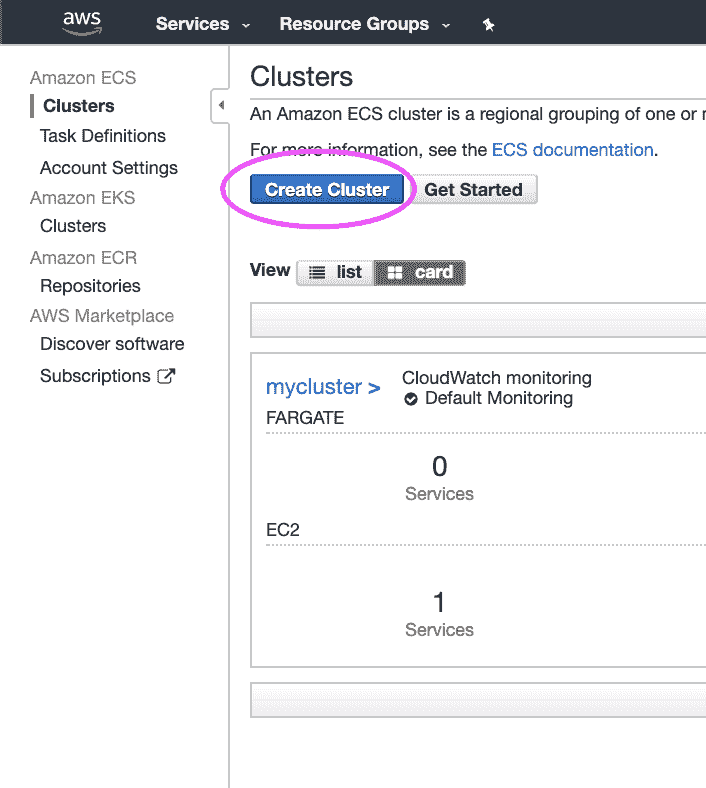 aws Services Resource Groups
Amazon ECS
Clusters
Task Definitions
Account Settings
Amazon EKS
Clusters
Amazon ECR
Repositories
AWS Marketplace
Discover software
Subscriptions
Clusters
An Amazon ECS cluster is a regional grouping of one or
For more information, see the ECS documentation.
Create Cluster Get Started
View list card
mycluster > CloudWatch monitoring
Default Monitoring
FARGATE
0
Services
EC2
1
Services